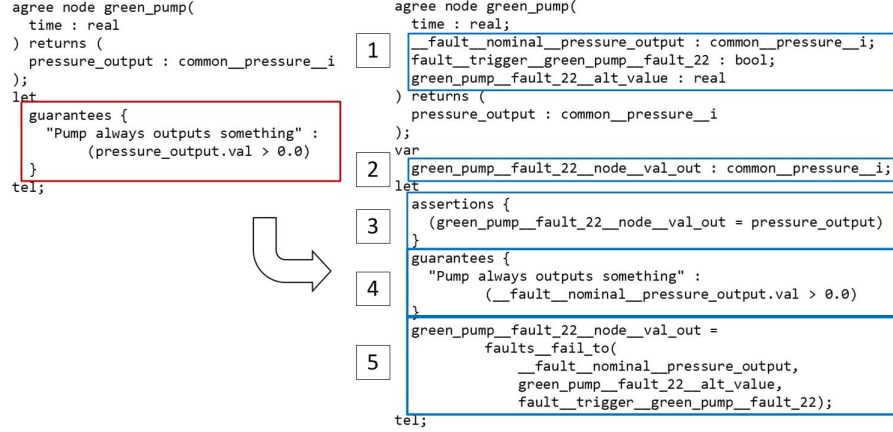 agree node green_pump(
time : real
) returns (
pressure_output : common__pressure__i
);
let
guarantees {
"Pump always outputs something" :
(pressure_output.val > 0.0)
}
tel;
agree node green_pump(
time : real;
1
__fault__nominal__pressure_output : common__pressure__i;
fault__trigger__green_pump__fault_22 : bool;
green_pump__fault_22__alt_value : real
) returns (
pressure_output : common__pressure__i
);
var
2
green_pump__fault_22__node__val_out : common__pressure__i;
let
3
assertions {
(green_pump__fault_22__node__val_out = pressure_output)
}
4
guarantees {
"Pump always outputs something" :
(__fault__nominal__pressure_output.val > 0.0)
}
5
green_pump__fault_22__node__val_out =
faults__fail_to(
__fault__nominal__pressure_output,
green_pump__fault_22__alt_value,
fault__trigger__green_pump__fault_22);
tel;